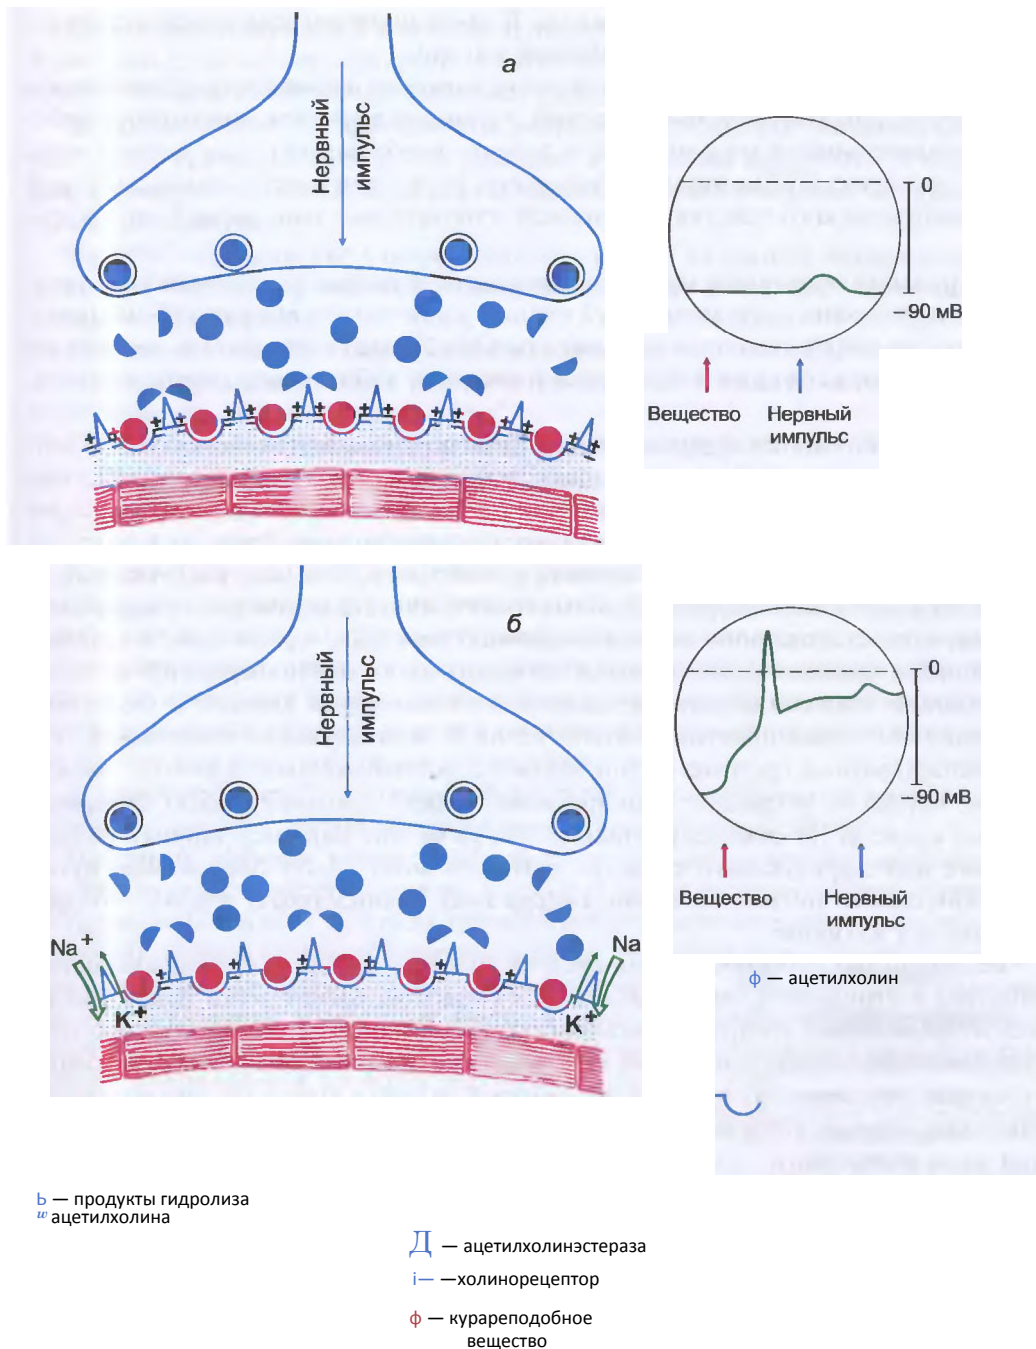 а
Нервный
импульс
0
−90 мВ
Вещество Нервный
импульс
б
Нервный
импульс
0
−90 мВ
Вещество Нервный
импульс
Na+
K+
Na
K+
ф — ацетилхолин
Ь — продукты гидролиза
w ацетилхолина
Д — ацетилхолинэстераза
i— —холинорецептор
ф — курареподобное
вещество